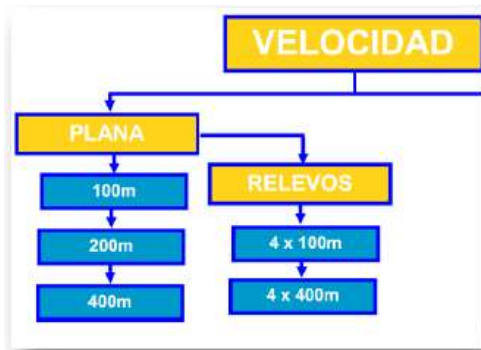 VELOCIDAD
PLANA
100m
200m
400m
RELEVOS
4 x 100m
4 x 400m